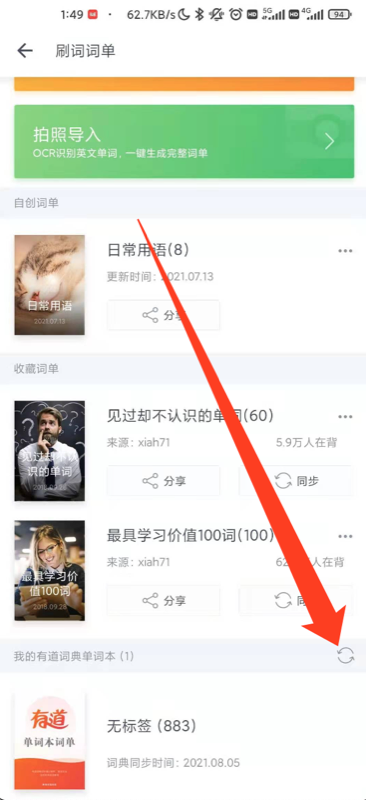 1:49 62.7KB/s HD 5G HD 4G 94
刷词词单
拍照导入
OCR识别英文单词，一键生成完整词单
自创词单
日常用语
2021.07.13
日常用语(8)
更新时间：2021.07.13
分享
收藏词单
见过却不认
识的单词
见过却不认识的单词(60)
来源：xiah71 5.9万人在背
分享 同步
最具学习价
值100词
2018.09.28
最具学习价值100词(100)
来源：xiah71 人在背
分享
我的有道词典单词本 (1)
有道
单词本词单
无标签 (883)
词典同步时间：2021.08.05